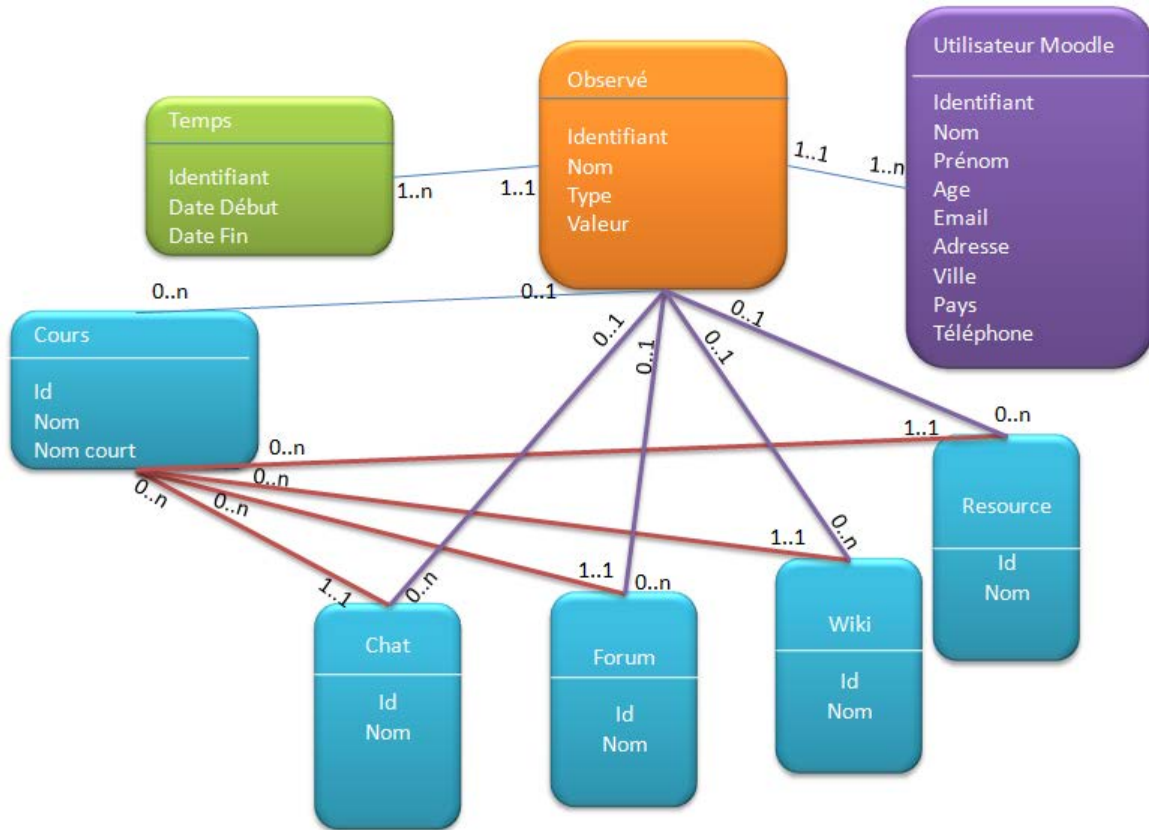 Utilisateur Moodle
Identifiant
Nom
Prénom
Age
Email
Adresse
Ville
Pays
Téléphone
Observé
Identifiant
Nom
Type
Valeur
Temps
Identifiant
Date Début
Date Fin
1..n
1..1
1..1
1..n
0..n
0..1
Cours
Id
Nom
Nom court
0..1
0..1
0..1
0..1
0..n
0..n
0..n
0..n
1..1
0..n
1..1
0..n
1..1
0..n
1..1
0..n
Resource
Id
Nom
Wiki
Id
Nom
Forum
Id
Nom
Chat
Id
Nom